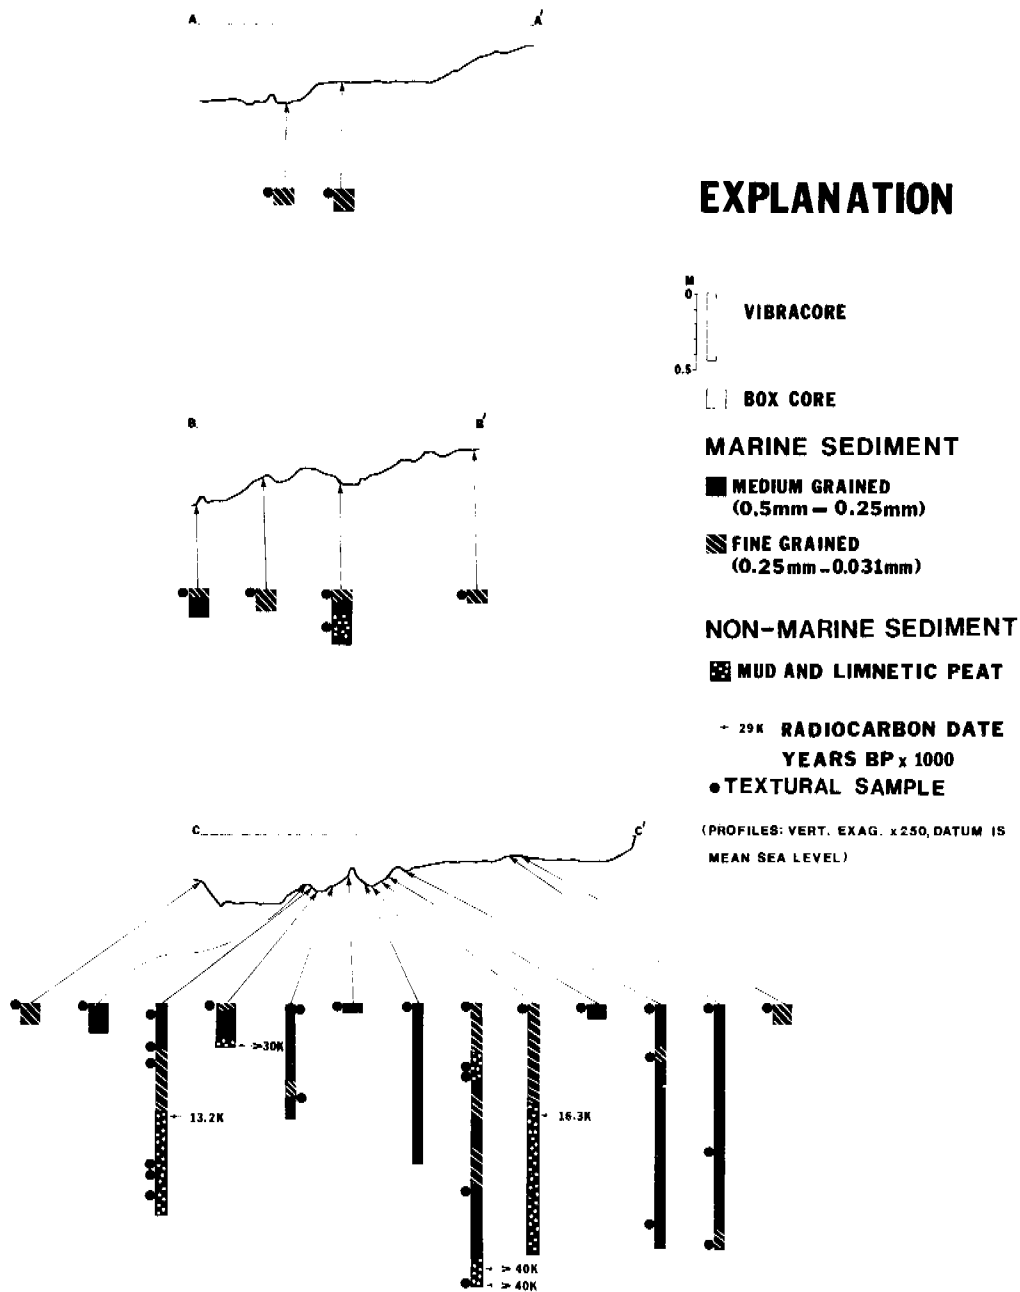 A A'
EXPLANATION
M
0
VIBRACORE
0.5
BOX CORE
B B'
MARINE SEDIMENT
MEDIUM GRAINED
(0.5mm – 0.25mm)
FINE GRAINED
(0.25mm – 0.031mm)
NON-MARINE SEDIMENT
MUD AND LIMNETIC PEAT
29K RADIOCARBON DATE
YEARS BP x 1000
TEXTURAL SAMPLE
C C'
(PROFILES: VERT. EXAG. x250, DATUM IS
MEAN SEA LEVEL)
>30K
13.2K
16.3K
≥ 40K
≥ 40K